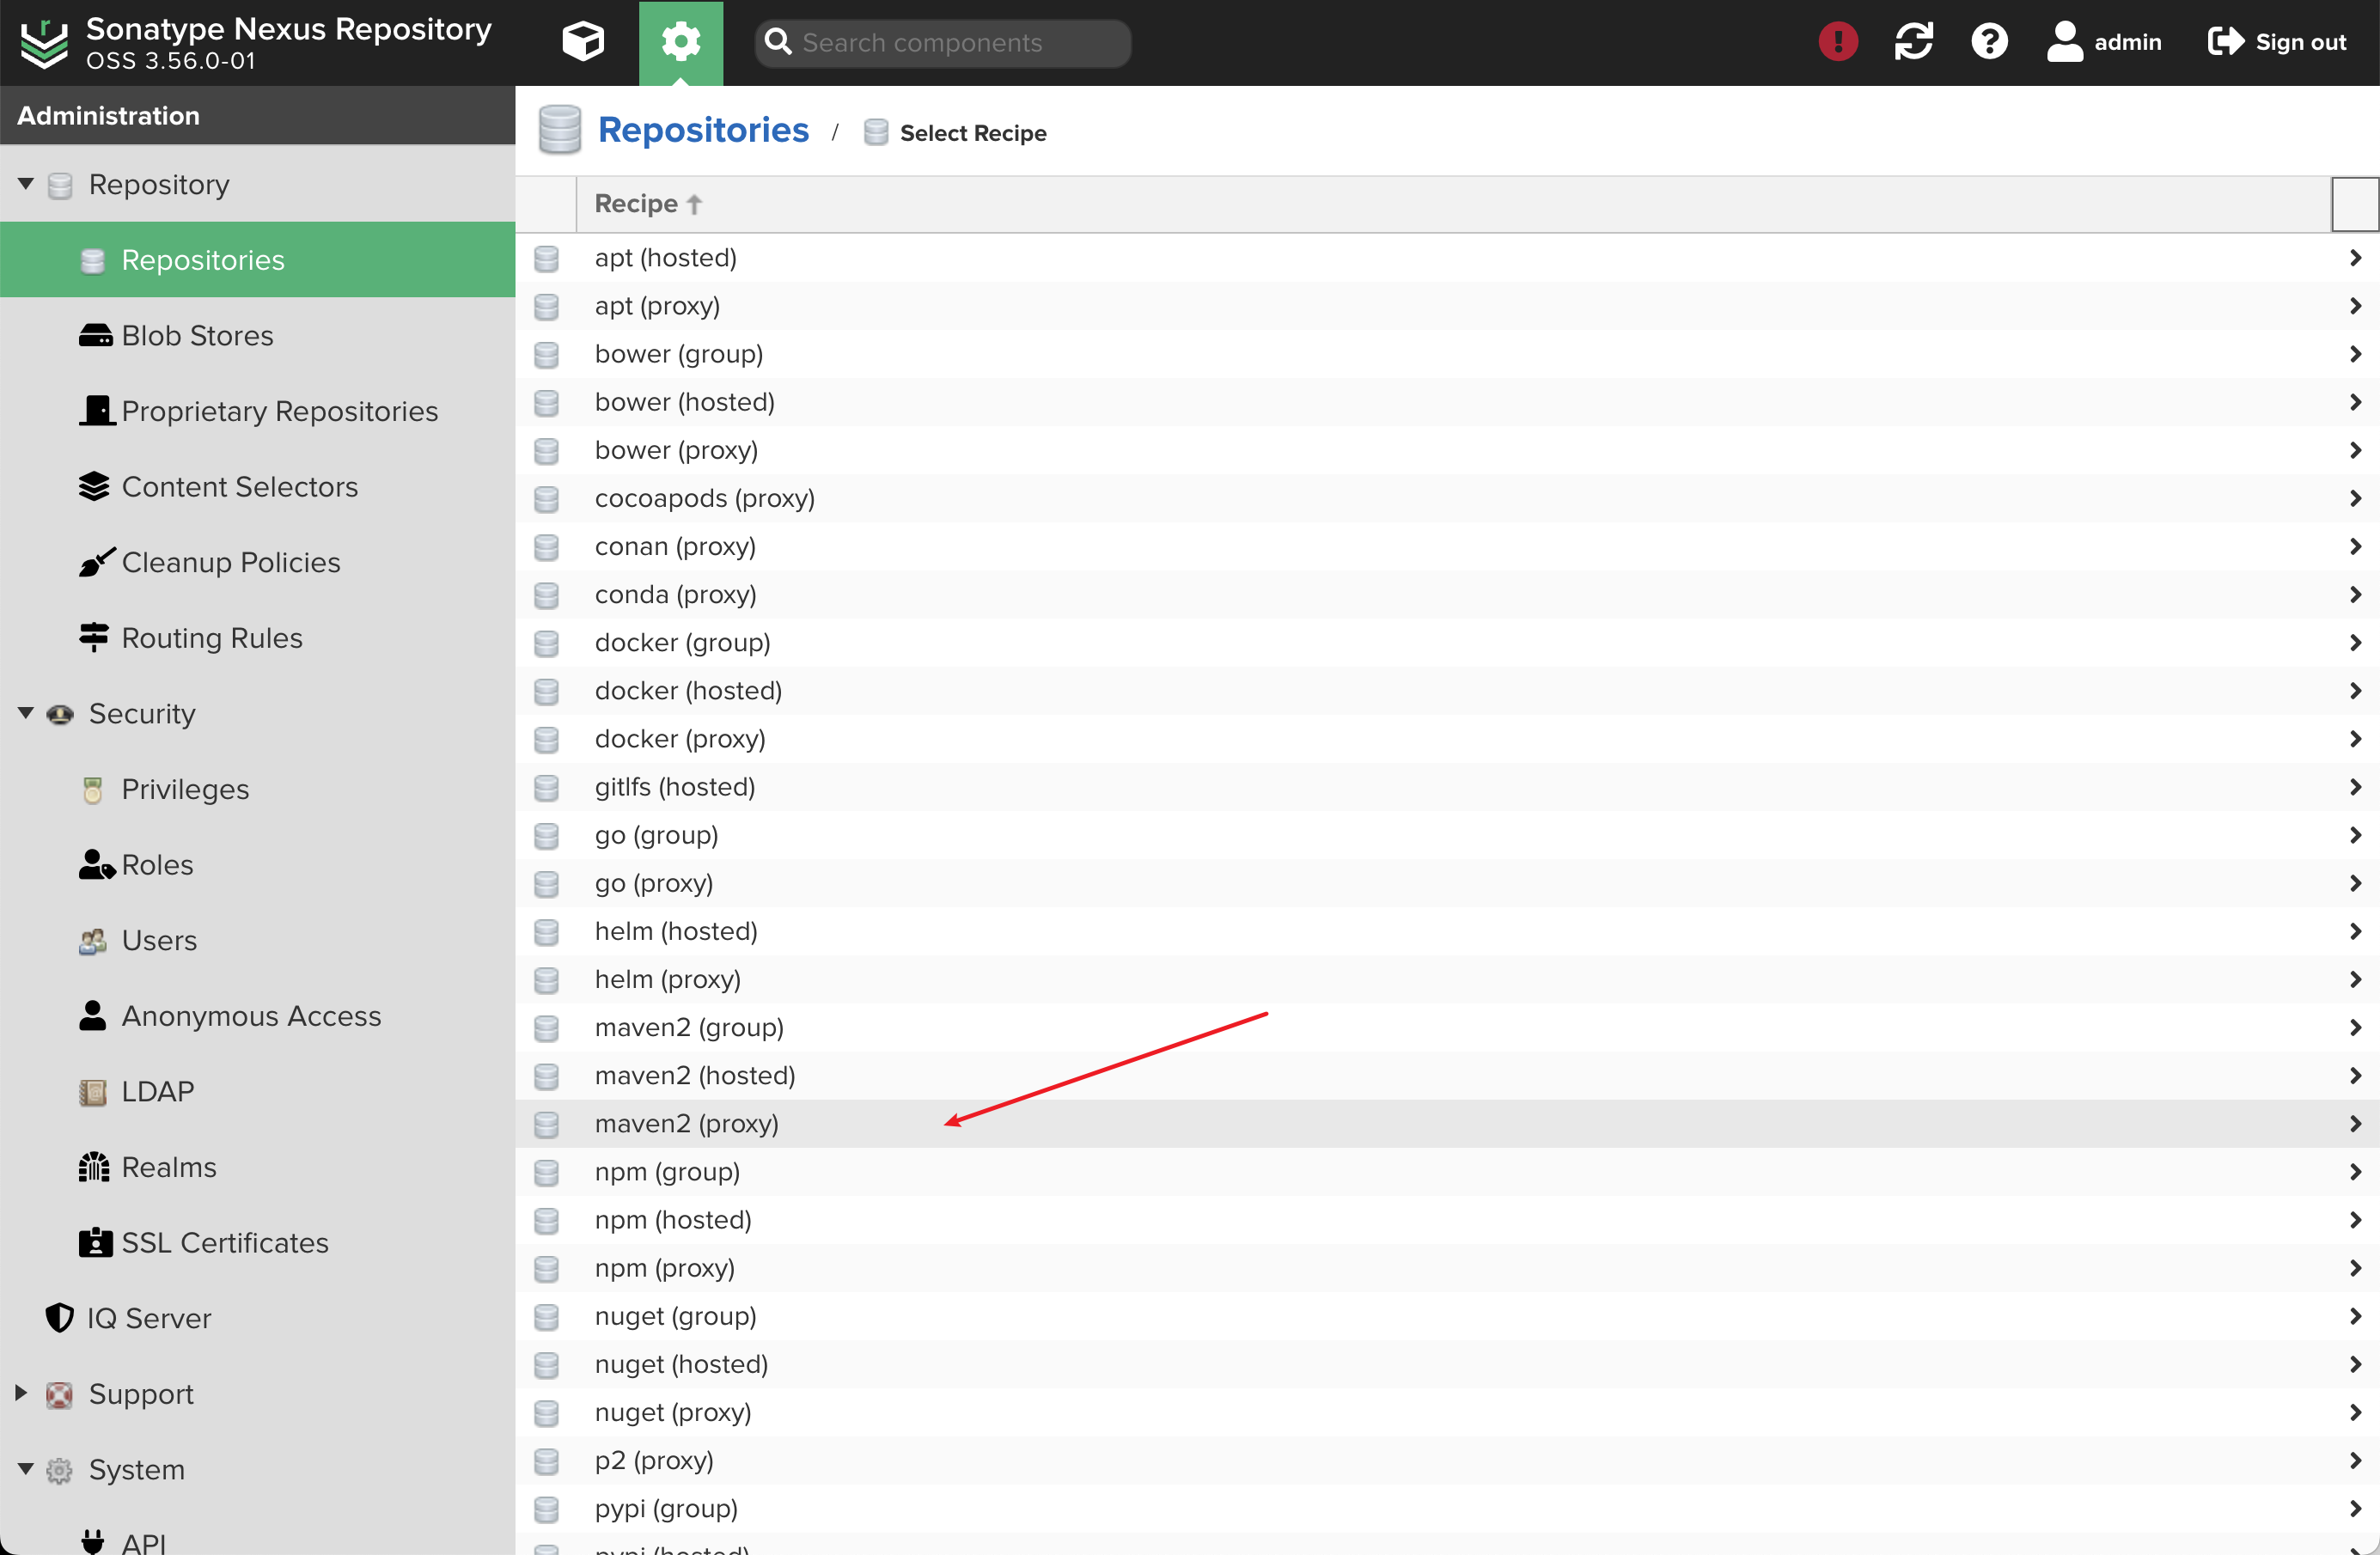 Sonatype Nexus Repository
OSS 3.56.0-01
Search components
admin
Sign out
Administration
Repository
Repositories
Blob Stores
Proprietary Repositories
Content Selectors
Cleanup Policies
Routing Rules
Security
Privileges
Roles
Users
Anonymous Access
LDAP
Realms
SSL Certificates
IQ Server
Support
System
API
Repositories / Select Recipe
Recipe
apt (hosted)
apt (proxy)
bower (group)
bower (hosted)
bower (proxy)
cocoapods (proxy)
conan (proxy)
conda (proxy)
docker (group)
docker (hosted)
docker (proxy)
gitlfs (hosted)
go (group)
go (proxy)
helm (hosted)
helm (proxy)
maven2 (group)
maven2 (hosted)
maven2 (proxy)
npm (group)
npm (hosted)
npm (proxy)
nuget (group)
nuget (hosted)
nuget (proxy)
p2 (proxy)
pypi (group)
pypi (hosted)